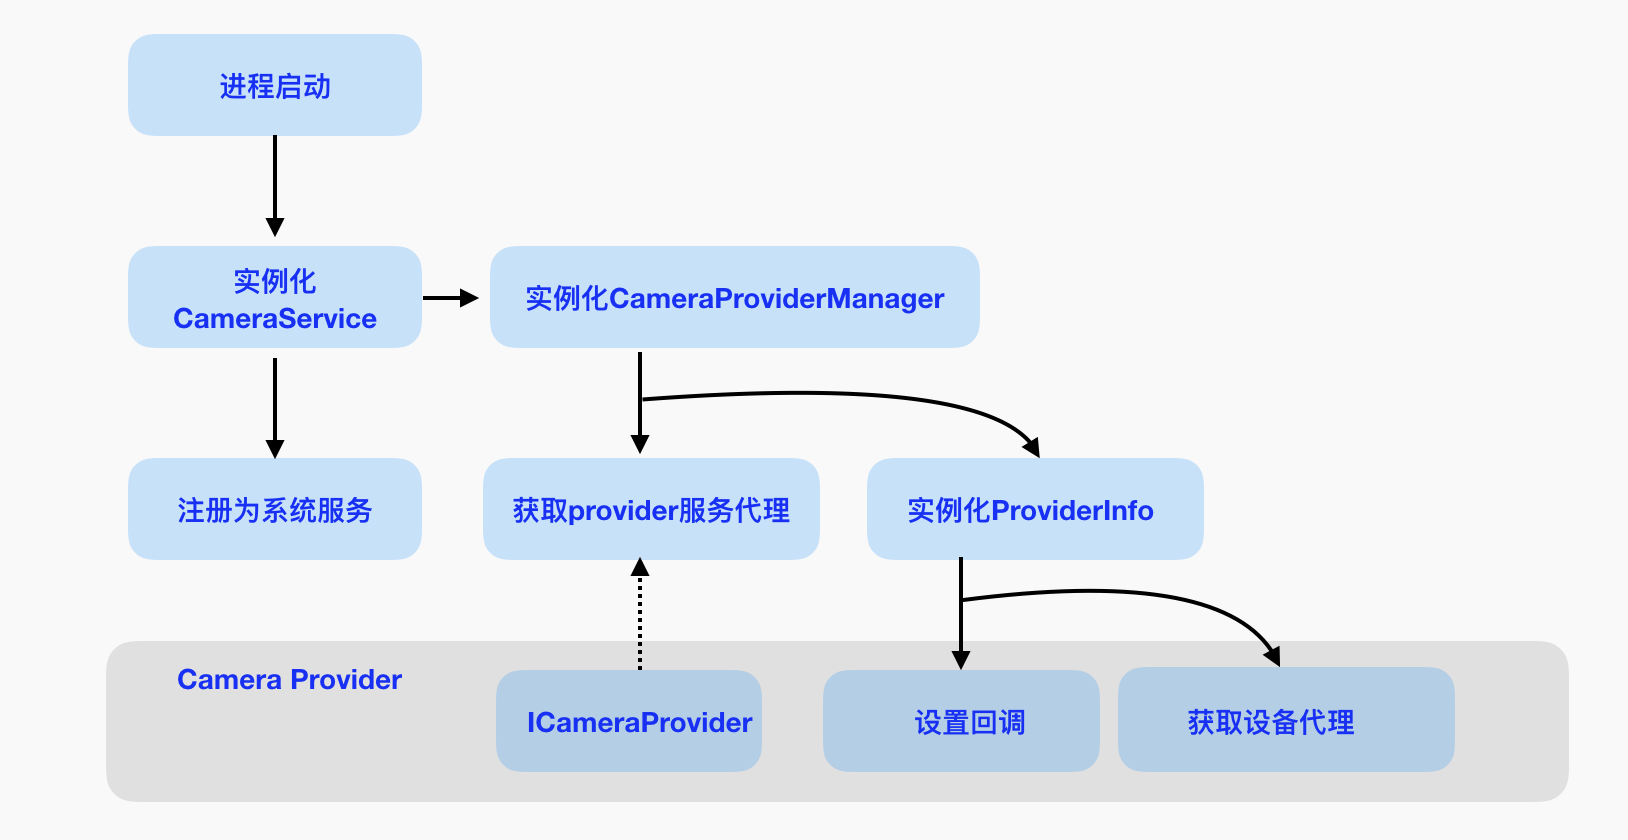 进程启动
实例化
CameraService
实例化CameraProviderManager
注册为系统服务
获取provider服务代理
实例化ProviderInfo
Camera Provider
ICameraProvider
设置回调
获取设备代理